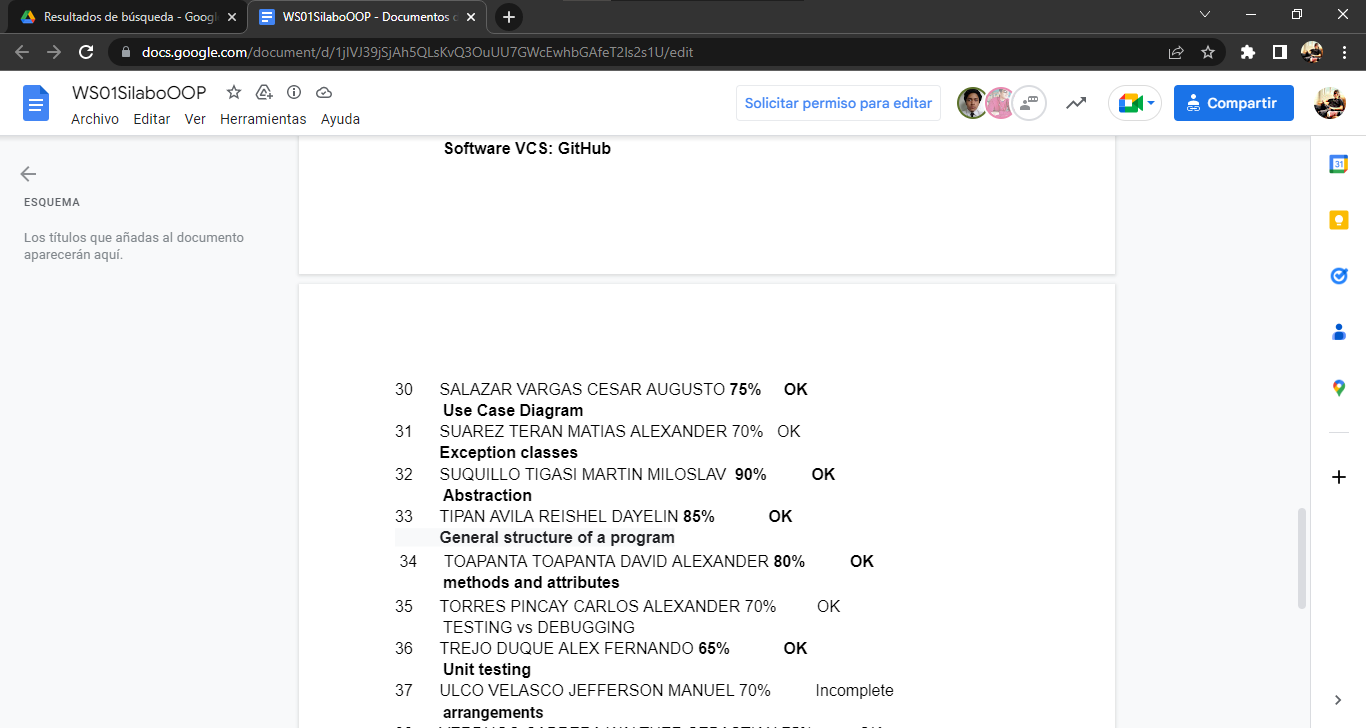 Resultados de búsqueda - Googl
WS01SilaboOOP - Documentos d
docs.google.com/document/d/1jIVJ39jSjAh5QLsKvQ3OuUU7GWcEwhbGAfeT2Is2s1U/edit
WS01SilaboOOP
Archivo Editar Ver Herramientas Ayuda
Solicitar permiso para editar
Compartir
31
ESQUEMA
Los títulos que añadas al documento
aparecerán aquí.
Software VCS: GitHub
30 SALAZAR VARGAS CESAR AUGUSTO 75% OK
Use Case Diagram
31 SUAREZ TERAN MATIAS ALEXANDER 70% OK
Exception classes
32 SUQUILLO TIGASI MARTIN MILOSLAV 90% OK
Abstraction
33 TIPAN AVILA REISHEL DAYELIN 85% OK
General structure of a program
34 TOAPANTA TOAPANTA DAVID ALEXANDER 80% OK
methods and attributes
35 TORRES PINCAY CARLOS ALEXANDER 70% OK
TESTING vs DEBUGGING
36 TREJO DUQUE ALEX FERNANDO 65% OK
Unit testing
37 ULCO VELASCO JEFFERSON MANUEL 70% Incomplete
arrangements